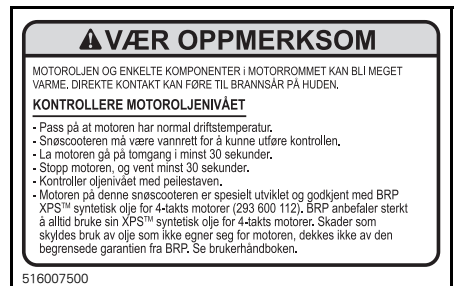 VÆR OPPMERKSOM
MOTOROLJEN OG ENKELTE KOMPONENTER i MOTORROMMET KAN BLI MEGET
VARME. DIREKTE KONTAKT KAN FØRE TIL BRANNSÅR PÅ HUDEN.
KONTROLLERE MOTOROLJENIVÅET
- Pass på at motoren har normal driftstemperatur.
- Snøscooteren må være vannrett for å kunne utføre kontrollen.
- La motoren gå på tomgang i minst 30 sekunder.
- Stopp motoren, og vent minst 30 sekunder.
- Kontroller oljenivået med peilestaven.
- Motoren på denne snøscooteren er spesielt utviklet og godkjent med BRP
XPS™ syntetisk olje for 4-takts motorer (293 600 112). BRP anbefaler sterkt
å alltid bruke sin XPS™ syntetisk olje for 4-takts motorer. Skader som
skyldes bruk av olje som ikke egner seg for motoren, dekkes ikke av den
begrensede garantien fra BRP. Se brukerhåndboken.
516007500